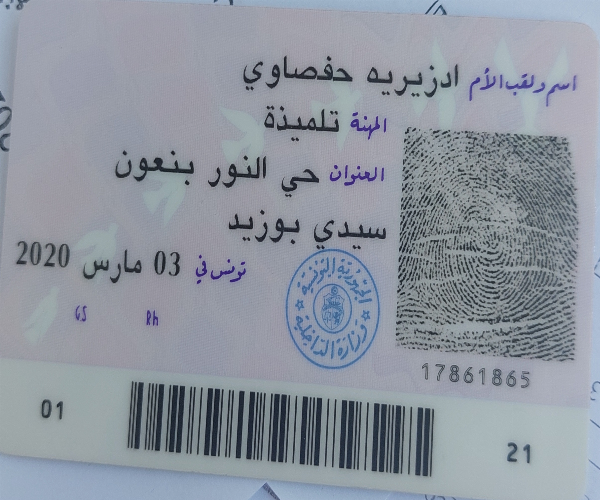 اسم ولقب الأم ادزيريه حفصاوي
المهنة تلميذة
العنوان حي النور بنعون
سيدي بوزيد
تونس في 03 مارس 2020
GS Rh
الجمهورية التونسية
وزارة الداخلية
17861865
01 21